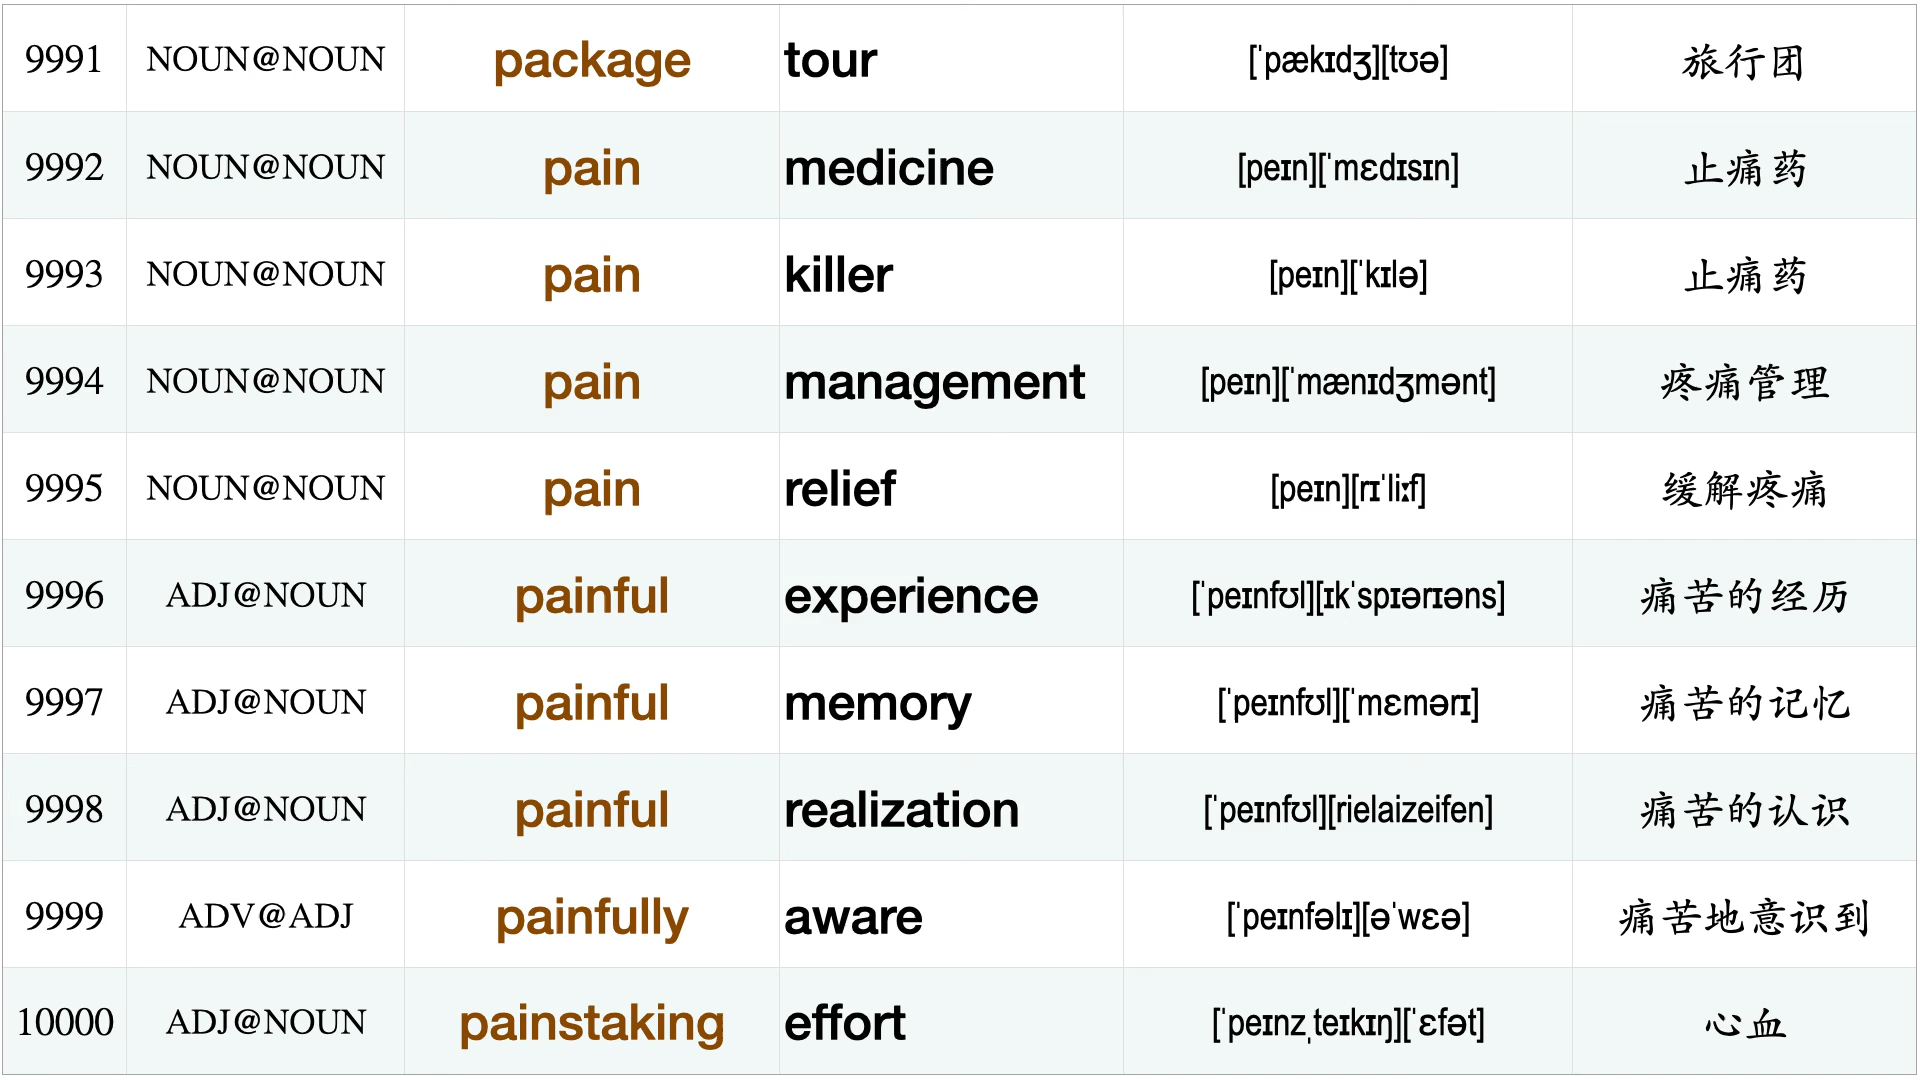 9991 NOUN@NOUN package tour [ˈpækɪdʒ][tʊə] 旅行团
9992 NOUN@NOUN pain medicine [peɪn][ˈmɛdɪsɪn] 止痛药
9993 NOUN@NOUN pain killer [peɪn][ˈkɪlə] 止痛药
9994 NOUN@NOUN pain management [peɪn][ˈmænɪdʒmənt] 疼痛管理
9995 NOUN@NOUN pain relief [peɪn][rɪˈliːf] 缓解疼痛
9996 ADJ@NOUN painful experience [ˈpeɪnfʊl][ɪkˈspɪərɪəns] 痛苦的经历
9997 ADJ@NOUN painful memory [ˈpeɪnfʊl][ˈmɛmərɪ] 痛苦的记忆
9998 ADJ@NOUN painful realization [ˈpeɪnfʊl][rielaizeifen] 痛苦的认识
9999 ADV@ADJ painfully aware [ˈpeɪnfəlɪ][əˈwɛə] 痛苦地意识到
10000 ADJ@NOUN painstaking effort [ˈpeɪnzˌteɪkɪŋ][ˈɛfət] 心血